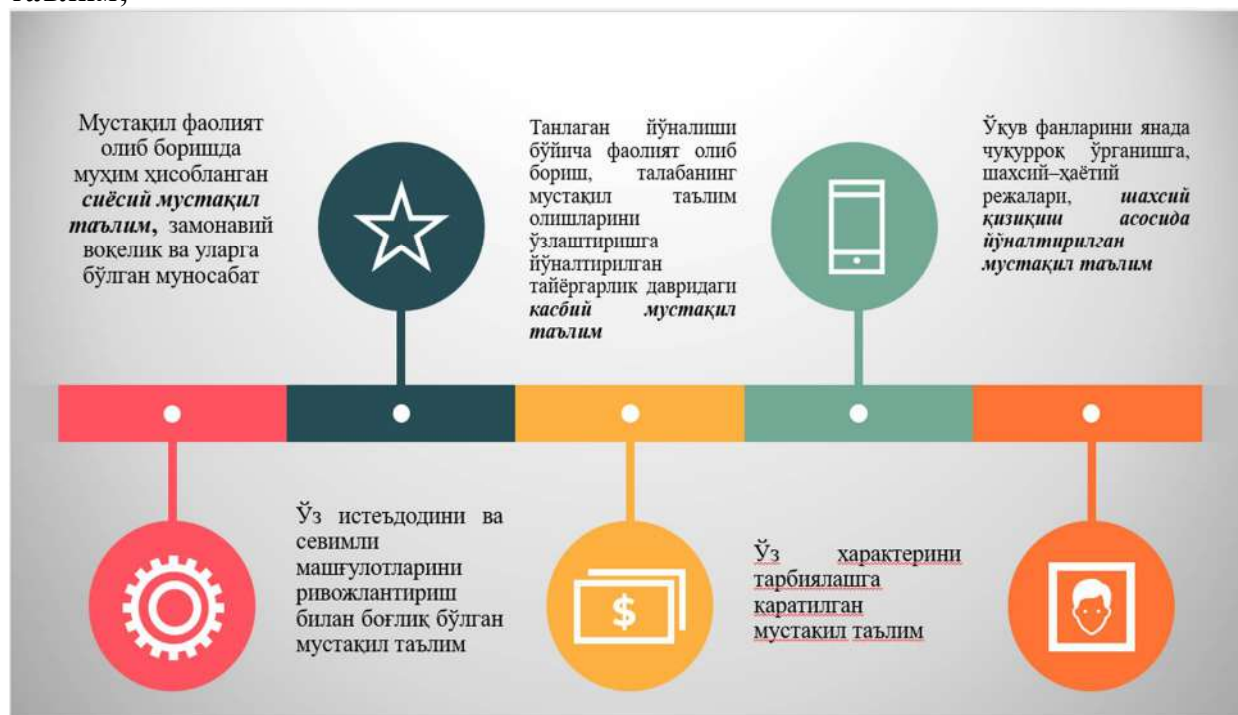 Мустақил фаолият
олиб боришда
муҳим ҳисобланган
сиёсий мустақил
таълим, замонавий
воқелик ва уларга
бўлган муносабат
Танлаган йўналиши
бўйича фаолият олиб
бориш, талабанинг
мустақил таълим
олишларини
ўзлаштиришга
йўналтирилган
тайёргарлик давридаги
касбий мустақил
таълим
Ўқув фанларини янада
чуқурроқ ўрганишга,
шахсий–ҳаётий
режалари, шахсий
қизиқиш асосида
йўналтирилган
мустақил таълим
Ўз истеъдодини ва
севимли
машғулотларини
ривожлантириш
билан боғлиқ бўлган
мустақил таълим
$
Ўз характерини
тарбиялашга
қаратилган
мустақил таълим